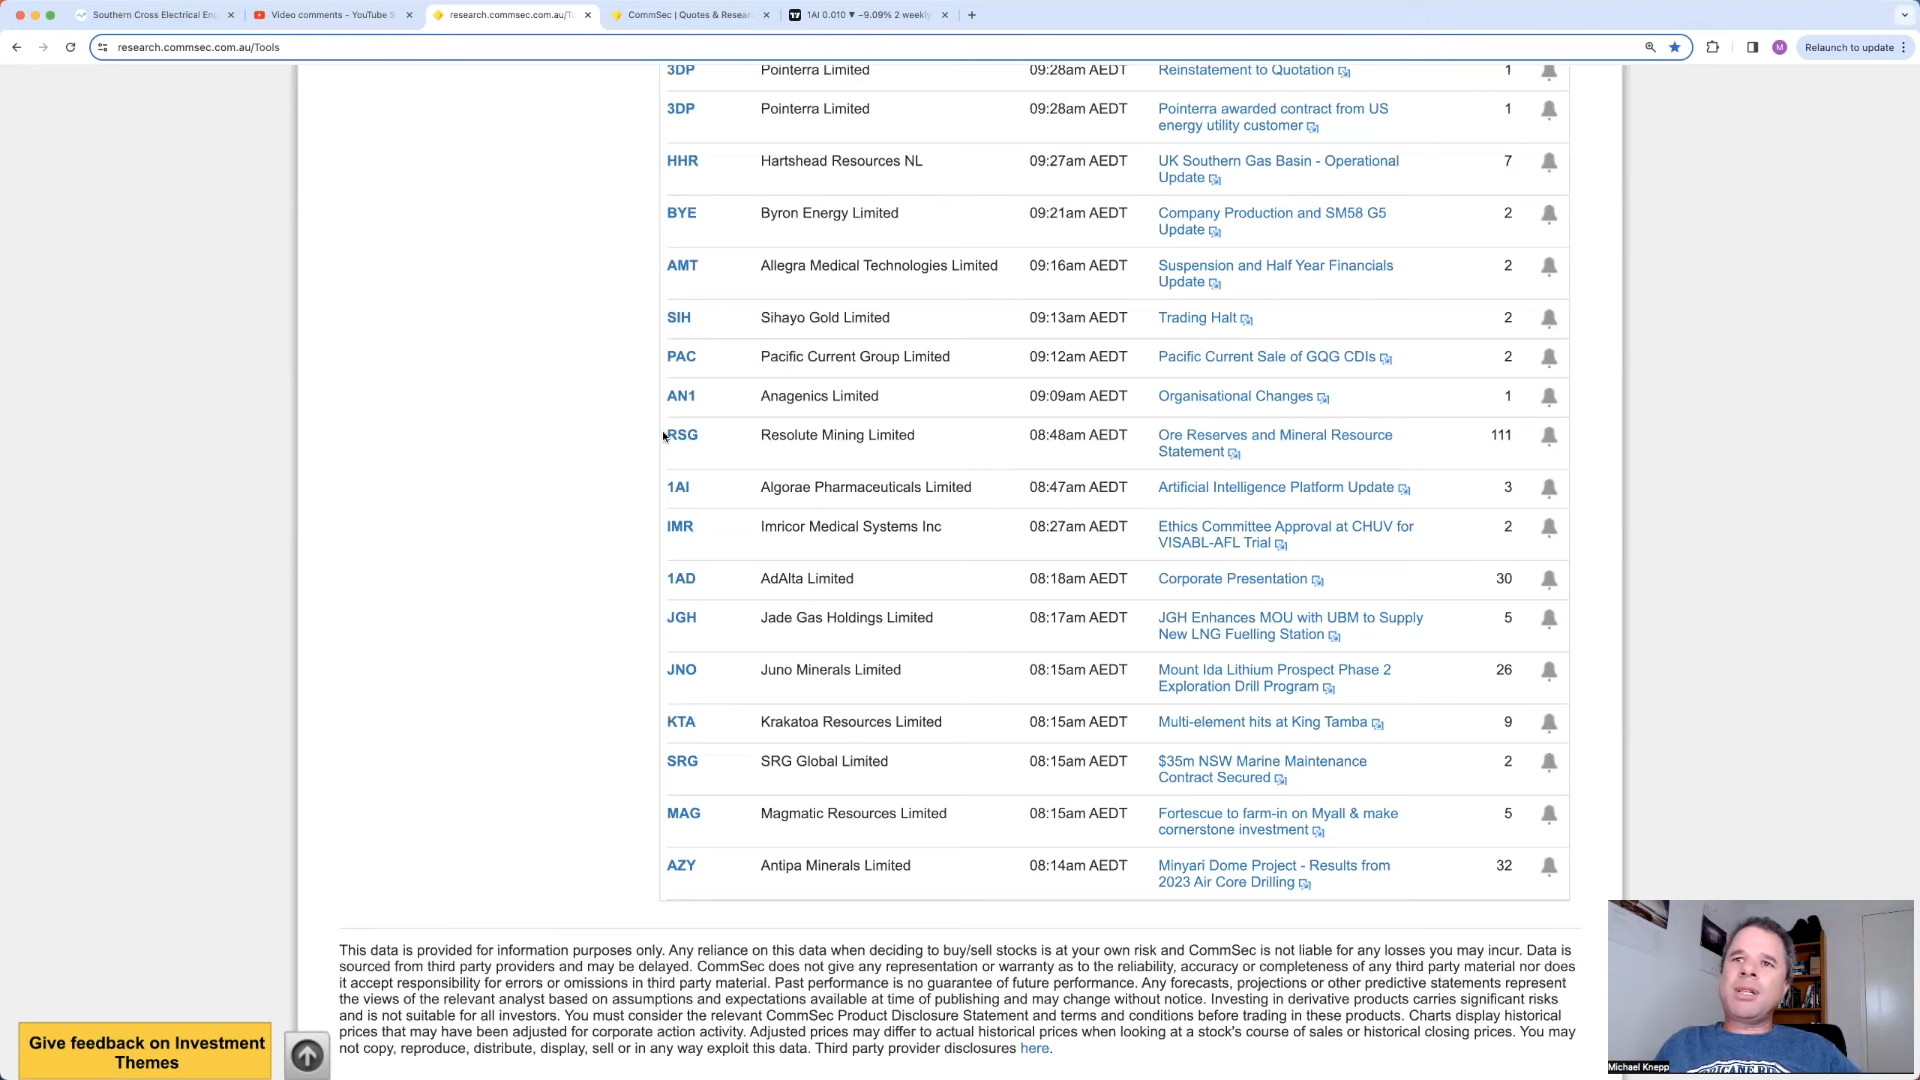 Southern Cross Electrical Eng
Video comments - YouTube S
research.commsec.com.au/To
CommSec | Quotes & Resear
1AI 0.010 ▼ −9.09% 2 weekly
research.commsec.com.au/Tools
M
Relaunch to update
3DP Pointerra Limited 09:28am AEDT Reinstatement to Quotation 1
3DP Pointerra Limited 09:28am AEDT Pointerra awarded contract from US 1
energy utility customer
HHR Hartshead Resources NL 09:27am AEDT UK Southern Gas Basin - Operational 7
Update
BYE Byron Energy Limited 09:21am AEDT Company Production and SM58 G5 2
Update
AMT Allegra Medical Technologies Limited 09:16am AEDT Suspension and Half Year Financials 2
Update
SIH Sihayo Gold Limited 09:13am AEDT Trading Halt 2
PAC Pacific Current Group Limited 09:12am AEDT Pacific Current Sale of GQG CDIs 2
AN1 Anagenics Limited 09:09am AEDT Organisational Changes 1
RSG Resolute Mining Limited 08:48am AEDT Ore Reserves and Mineral Resource 111
Statement
1AI Algorae Pharmaceuticals Limited 08:47am AEDT Artificial Intelligence Platform Update 3
IMR Imricor Medical Systems Inc 08:27am AEDT Ethics Committee Approval at CHUV for 2
VISABL-AFL Trial
1AD AdAlta Limited 08:18am AEDT Corporate Presentation 30
JGH Jade Gas Holdings Limited 08:17am AEDT JGH Enhances MOU with UBM to Supply 5
New LNG Fuelling Station
JNO Juno Minerals Limited 08:15am AEDT Mount Ida Lithium Prospect Phase 2 26
Exploration Drill Program
KTA Krakatoa Resources Limited 08:15am AEDT Multi-element hits at King Tamba 9
SRG SRG Global Limited 08:15am AEDT $35m NSW Marine Maintenance 2
Contract Secured
MAG Magmatic Resources Limited 08:15am AEDT Fortescue to farm-in on Myall & make 5
cornerstone investment
AZY Antipa Minerals Limited 08:14am AEDT Minyari Dome Project - Results from 32
2023 Air Core Drilling
This data is provided for information purposes only. Any reliance on this data when deciding to buy/sell stocks is at your own risk and CommSec is not liable for any losses you may incur. Data is
sourced from third party providers and may be delayed. CommSec does not give any representation or warranty as to the reliability, accuracy or completeness of any third party material nor does
it accept responsibility for errors or omissions in third party material. Past performance is no guarantee of future performance. Any forecasts, projections or other predictive statements represent
the views of the relevant analyst based on assumptions and expectations available at time of publishing and may change without notice. Investing in derivative products carries significant risks
and is not suitable for all investors. You must consider the relevant CommSec Product Disclosure Statement and terms and conditions before trading in these products. Charts display historical
prices that may have been adjusted for corporate action activity. Adjusted prices may differ to actual historical prices when looking at a stock's course of sales or historical closing prices. You may
not copy, reproduce, distribute, display, sell or in any way exploit this data. Third party provider disclosures here.
Give feedback on Investment
Themes
Michael Knepp